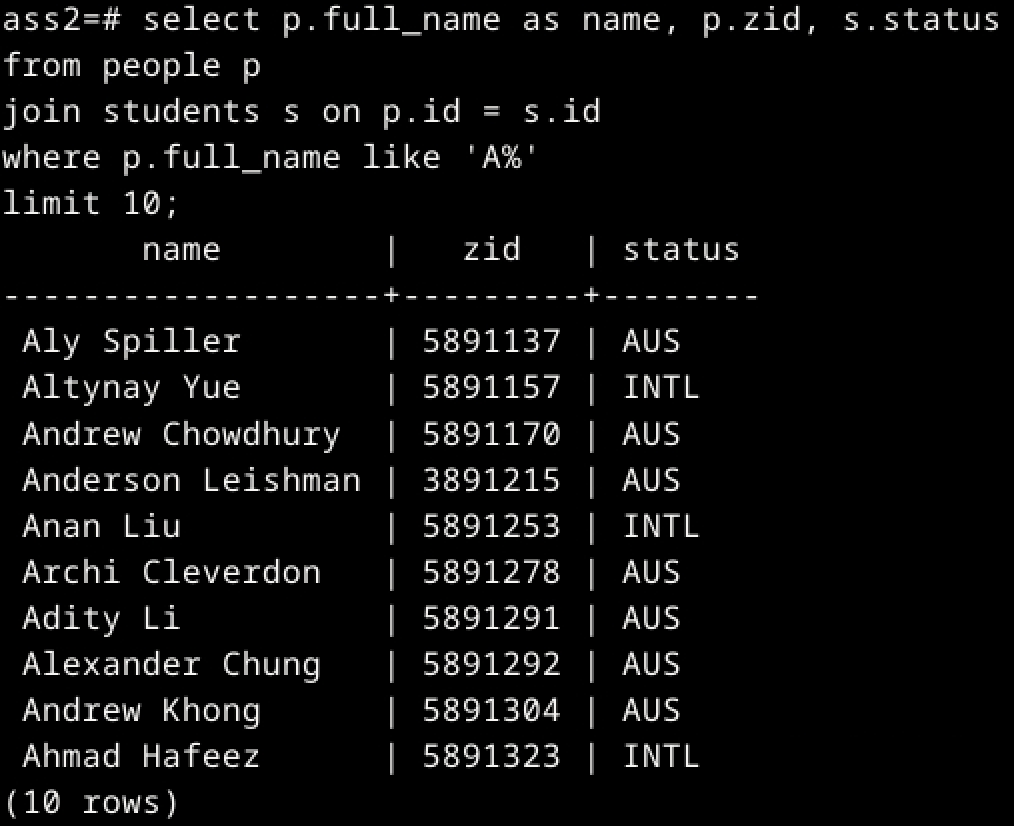 ass2=# select p.full_name as name, p.zid, s.status
from people p
join students s on p.id = s.id
where p.full_name like 'A%'
limit 10;
       name        |   zid   | status
-------------------+---------+--------
 Aly Spiller       | 5891137 | AUS
 Altynay Yue       | 5891157 | INTL
 Andrew Chowdhury  | 5891170 | AUS
 Anderson Leishman | 3891215 | AUS
 Anan Liu          | 5891253 | INTL
 Archi Cleverdon   | 5891278 | AUS
 Adity Li          | 5891291 | AUS
 Alexander Chung   | 5891292 | AUS
 Andrew Khong      | 5891304 | AUS
 Ahmad Hafeez      | 5891323 | INTL
(10 rows)